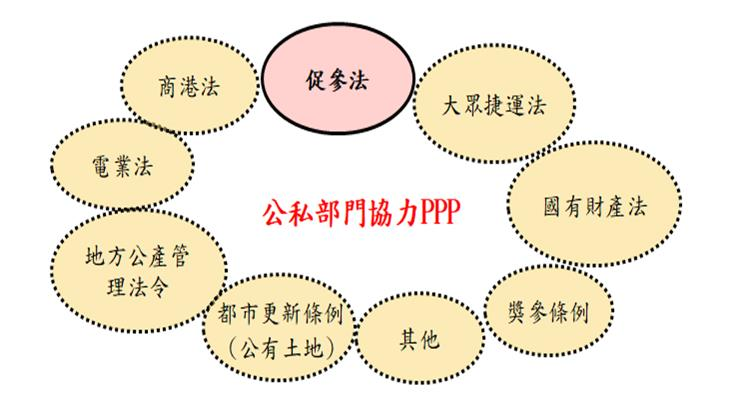 促參法
商港法
大眾捷運法
電業法
國有財產法
公私部門協力PPP
地方公產管
理法令
都市更新條例
（公有土地）
其他
獎參條例